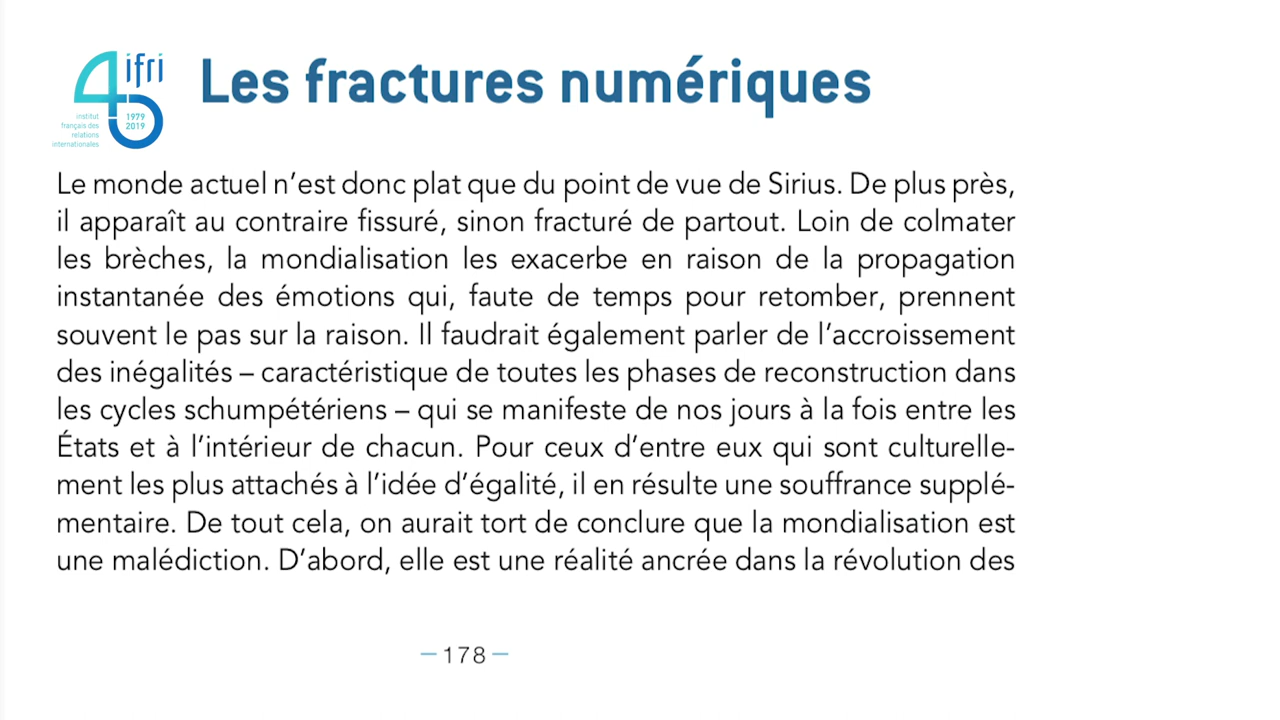 ifri
1979
2019
institut
français des
relations
internationales
Les fractures numériques
Le monde actuel n’est donc plat que du point de vue de Sirius. De plus près,
il apparaît au contraire fissuré, sinon fracturé de partout. Loin de colmater
les brèches, la mondialisation les exacerbe en raison de la propagation
instantanée des émotions qui, faute de temps pour retomber, prennent
souvent le pas sur la raison. Il faudrait également parler de l’accroissement
des inégalités – caractéristique de toutes les phases de reconstruction dans
les cycles schumpétériens – qui se manifeste de nos jours à la fois entre les
États et à l’intérieur de chacun. Pour ceux d’entre eux qui sont culturelle-
ment les plus attachés à l’idée d’égalité, il en résulte une souffrance supplé-
mentaire. De tout cela, on aurait tort de conclure que la mondialisation est
une malédiction. D’abord, elle est une réalité ancrée dans la révolution des
– 178 –